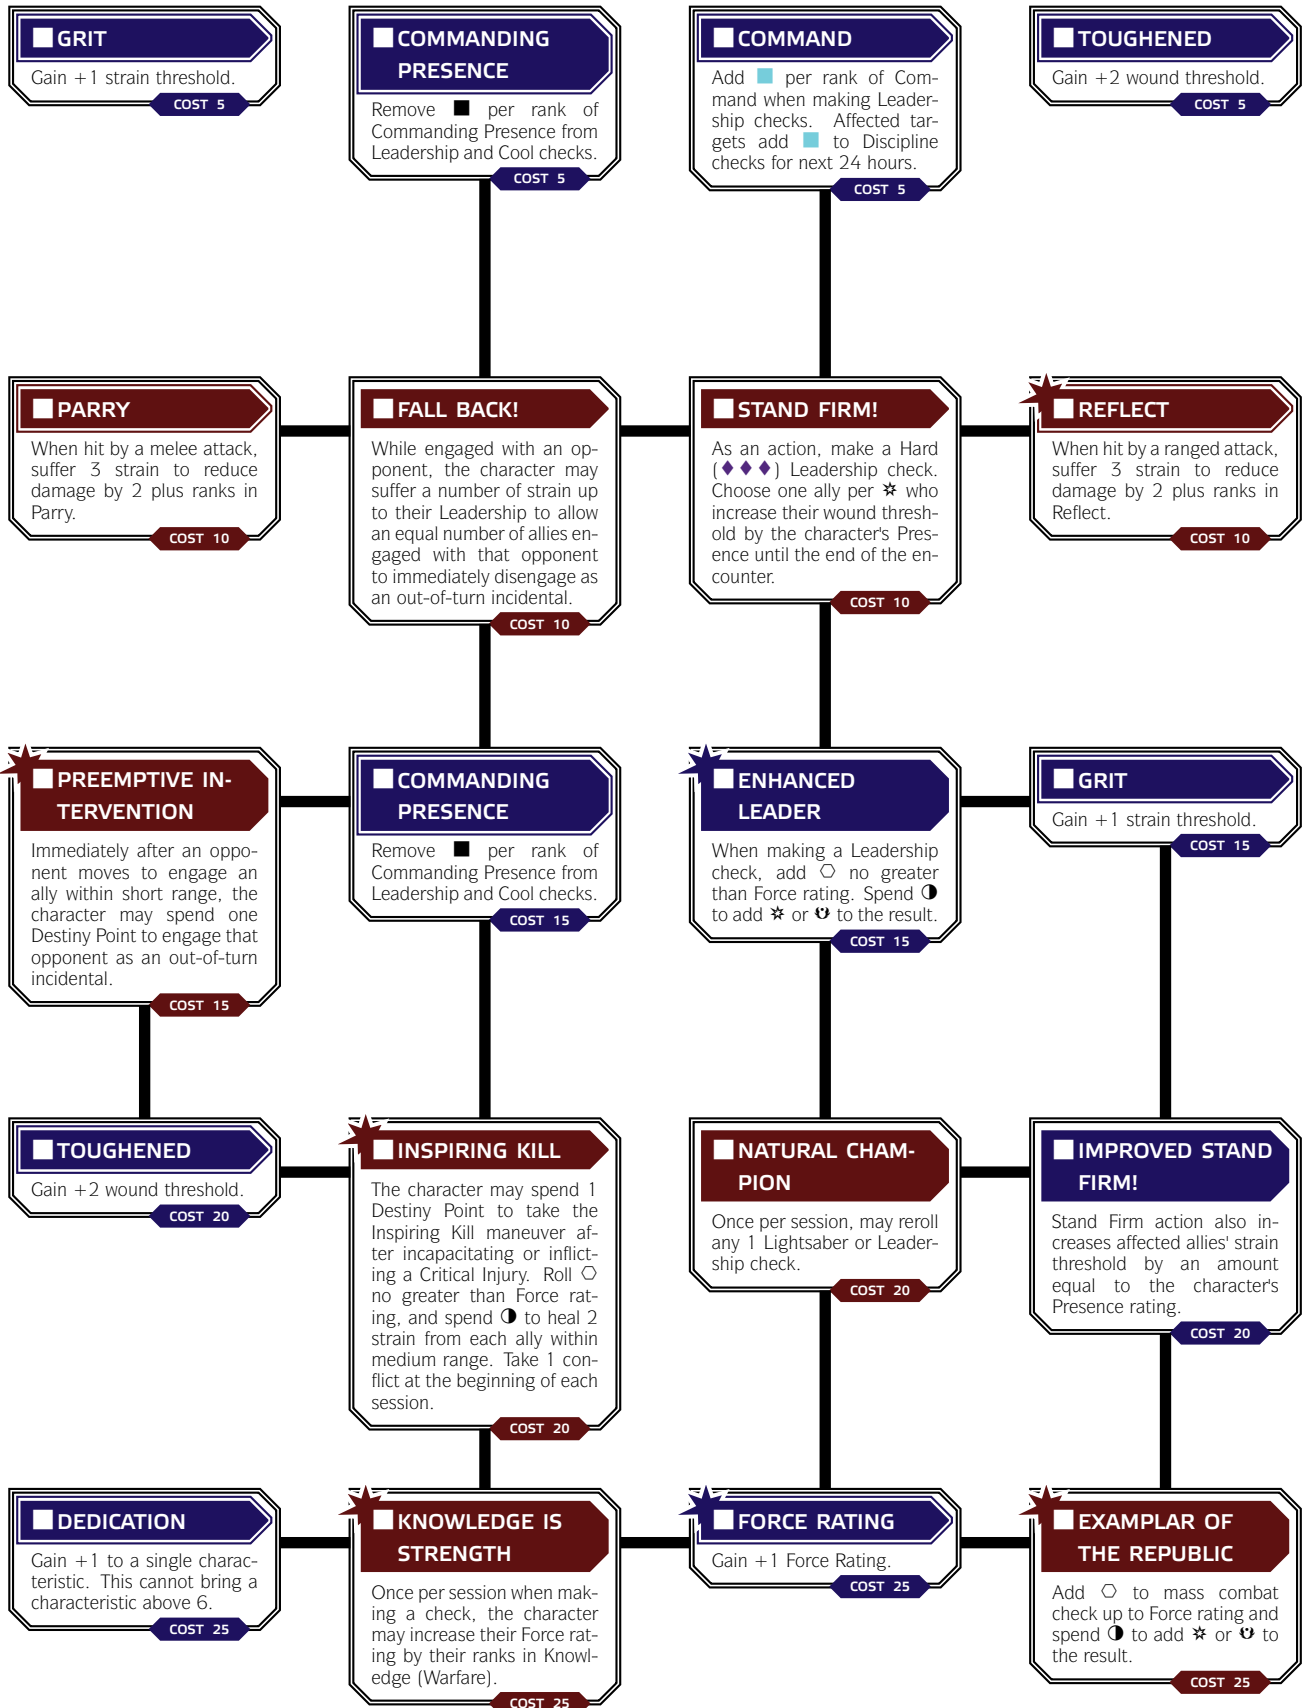 GRIT
Gain +1 strain threshold.
COST 5
COMMANDING
PRESENCE
Remove ■ per rank of
Commanding Presence from
Leadership and Cool checks.
COST 5
COMMAND
Add ■ per rank of Com-
mand when making Leader-
ship checks. Affected tar-
gets add ■ to Discipline
checks for next 24 hours.
COST 5
TOUGHENED
Gain +2 wound threshold.
COST 5
PARRY
When hit by a melee attack,
suffer 3 strain to reduce
damage by 2 plus ranks in
Parry.
COST 10
FALL BACK!
While engaged with an op-
ponent, the character may
suffer a number of strain up
to their Leadership to allow
an equal number of allies en-
gaged with that opponent
to immediately disengage as
an out-of-turn incidental.
COST 10
STAND FIRM!
As an action, make a Hard
(◆◆◆) Leadership check.
Choose one ally per who
increase their wound thresh-
old by the character's Pres-
ence until the end of the en-
counter.
COST 10
REFLECT
When hit by a ranged attack,
suffer 3 strain to reduce
damage by 2 plus ranks in
Reflect.
COST 10
PREEMPTIVE IN-
TERVENTION
Immediately after an oppo-
nent moves to engage an
ally within short range, the
character may spend one
Destiny Point to engage that
opponent as an out-of-turn
incidental.
COST 15
COMMANDING
PRESENCE
Remove ■ per rank of
Commanding Presence from
Leadership and Cool checks.
COST 15
ENHANCED
LEADER
When making a Leadership
check, add no greater
than Force rating. Spend
to add or to the result.
COST 15
GRIT
Gain +1 strain threshold.
COST 15
TOUGHENED
Gain +2 wound threshold.
COST 20
INSPIRING KILL
The character may spend 1
Destiny Point to take the
Inspiring Kill maneuver af-
ter incapacitating or inflict-
ing a Critical Injury. Roll
no greater than Force rat-
ing, and spend to heal 2
strain from each ally within
medium range. Take 1 con-
flict at the beginning of each
session.
COST 20
NATURAL CHAM-
PION
Once per session, may reroll
any 1 Lightsaber or Leader-
ship check.
COST 20
IMPROVED STAND
FIRM!
Stand Firm action also in-
creases affected allies' strain
threshold by an amount
equal to the character's
Presence rating.
COST 20
DEDICATION
Gain +1 to a single charac-
teristic. This cannot bring a
characteristic above 6.
COST 25
KNOWLEDGE IS
STRENGTH
Once per session when mak-
ing a check, the character
may increase their Force rat-
ing by their ranks in Knowl-
edge (Warfare).
COST 25
FORCE RATING
Gain +1 Force Rating.
COST 25
EXAMPLAR OF
THE REPUBLIC
Add to mass combat
check up to Force rating and
spend to add or to
the result.
COST 25